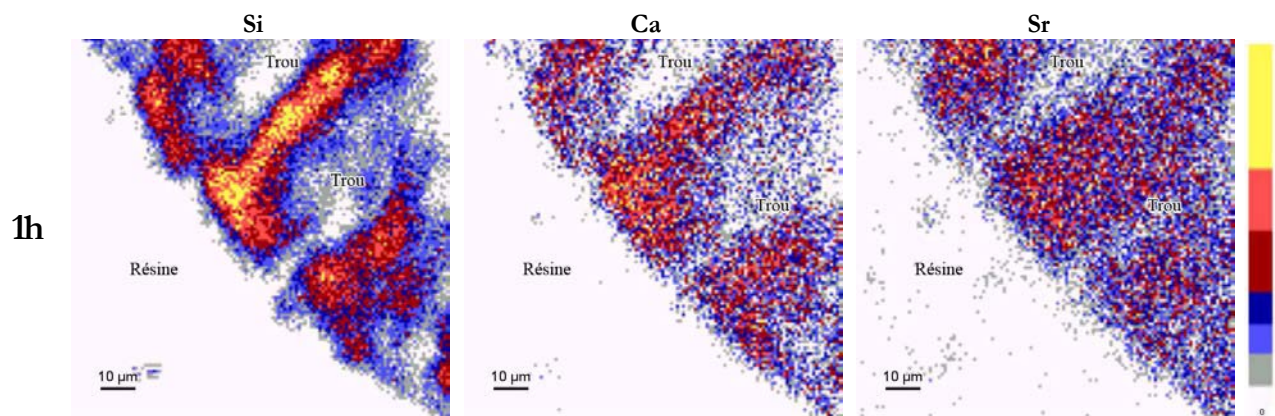 Si Ca Sr
Trou Trou Trou
1h
Trou
Trou Trou
Résine Résine Résine
10 µm 10 µm 10 µm
0